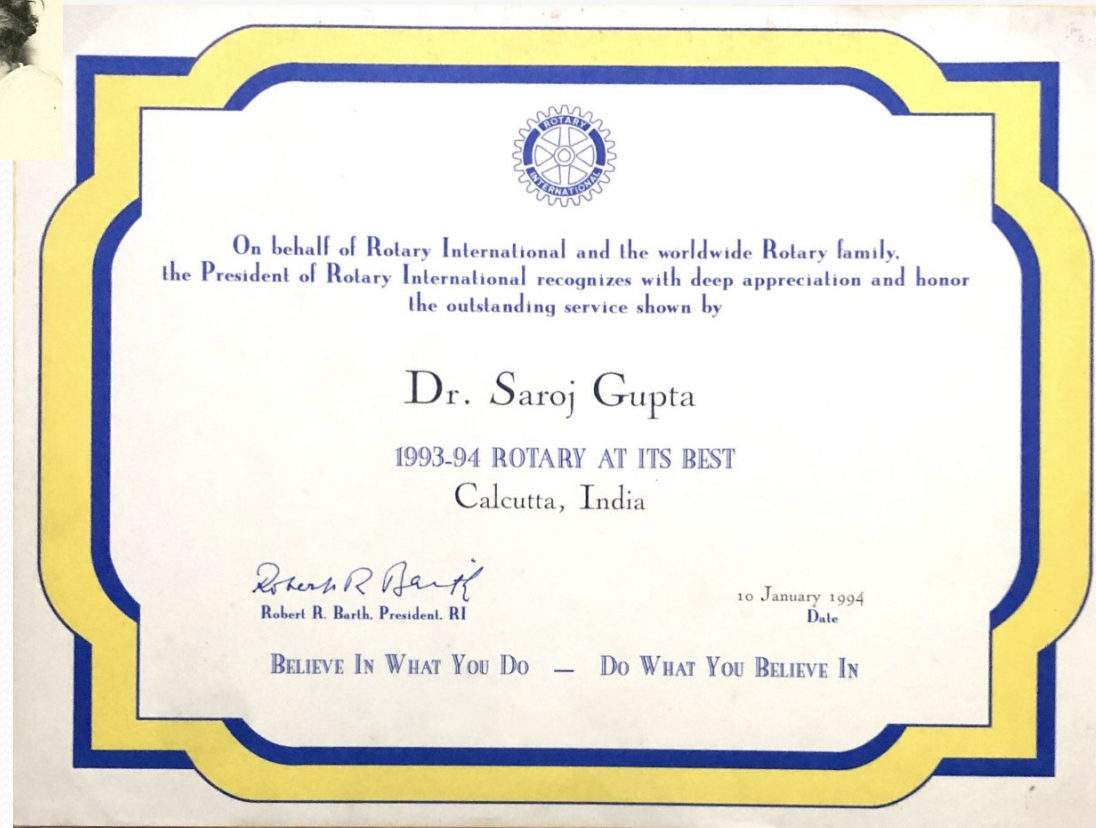 ROTARY
INTERNATIONAL
On behalf of Rotary International and the worldwide Rotary family,
the President of Rotary International recognizes with deep appreciation and honor
the outstanding service shown by
Dr. Saroj Gupta
1993-94 ROTARY AT ITS BEST
Calcutta, India
Robert R Barth
Robert R. Barth, President, RI
10 January 1994
Date
BELIEVE IN WHAT YOU DO — DO WHAT YOU BELIEVE IN